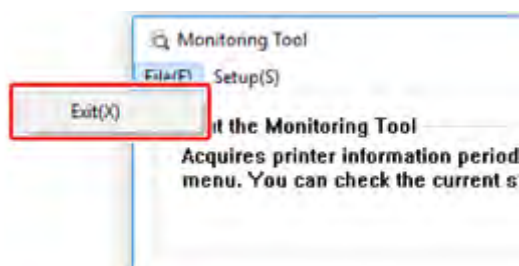 Monitoring Tool
File(F) Setup(S)
Exit(X)
t the Monitoring Tool
Acquires printer information period
menu. You can check the current s